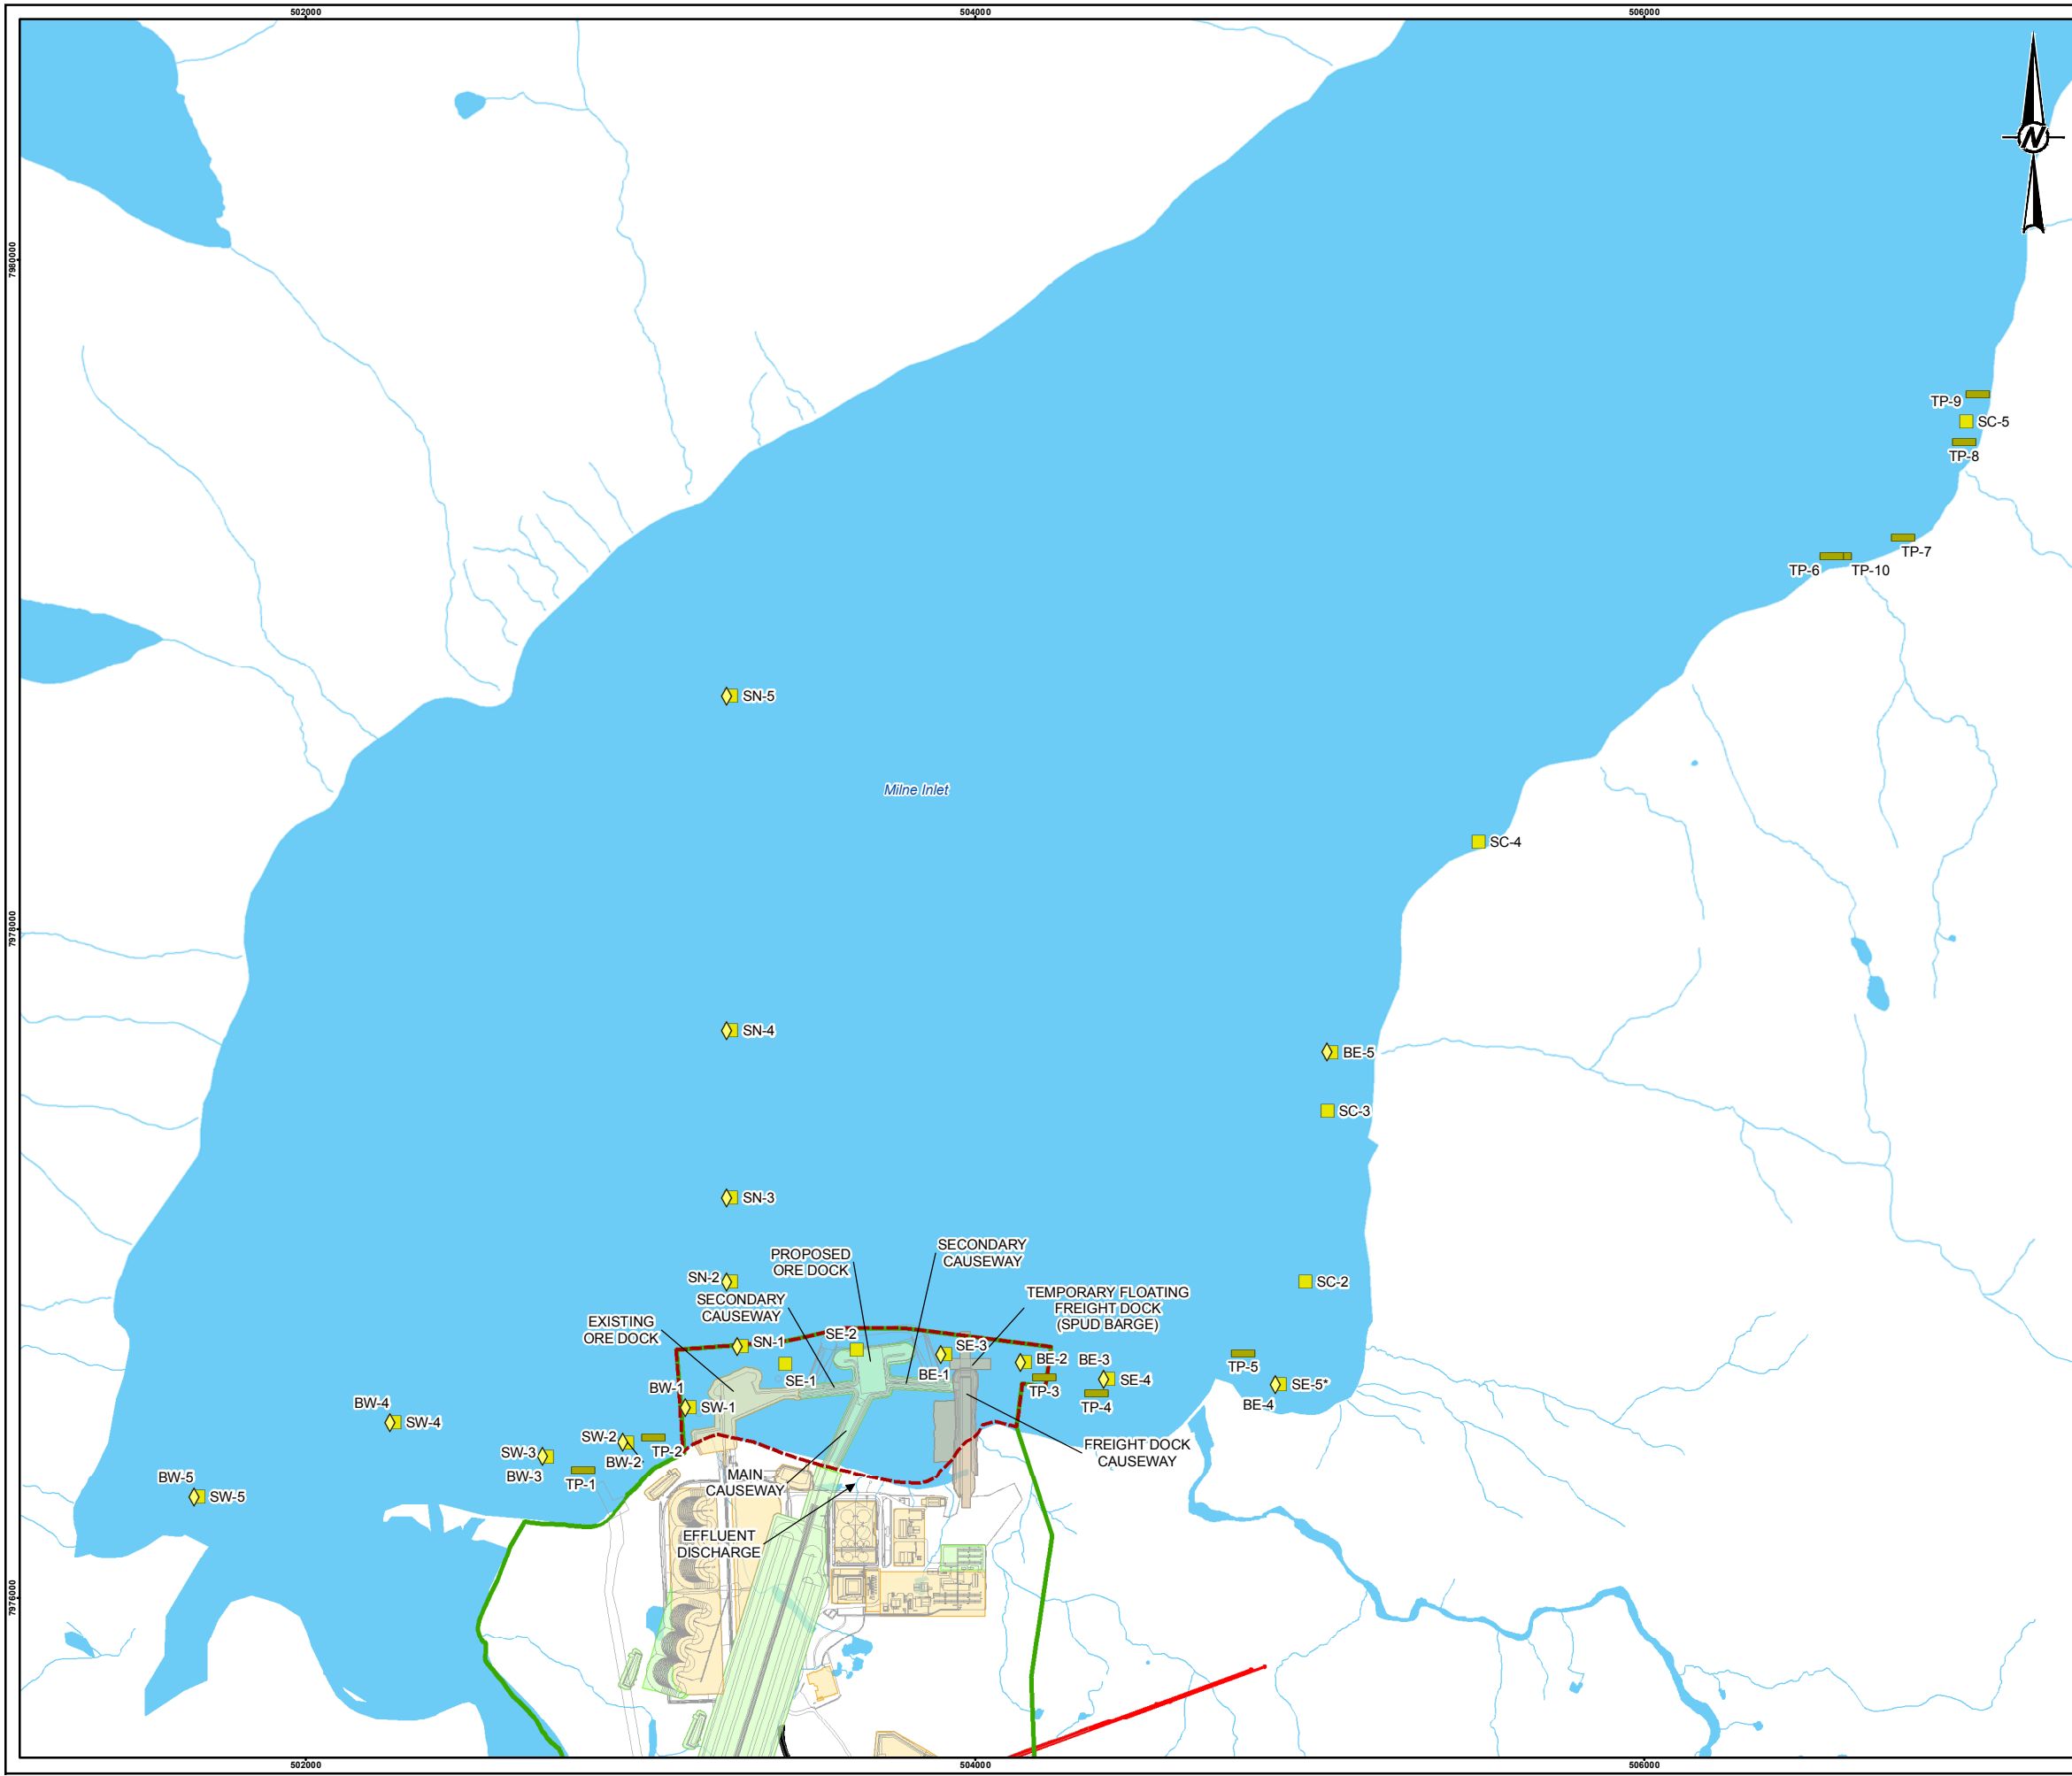 502000
504000
506000
N
7980000
TP-9
SC-5
TP-8
TP-7
TP-6
TP-10
SN-5
Milne Inlet
SC-4
7978000
SN-4
BE-5
SC-3
SN-3
SECONDARY
CAUSEWAY
PROPOSED
ORE DOCK
SN-2
SC-2
SECONDARY
CAUSEWAY
TEMPORARY FLOATING
FREIGHT DOCK
(SPUD BARGE)
EXISTING
ORE DOCK
SN-1
SE-2
SE-3
BE-2
BE-3
TP-5
SE-1
BE-1
SE-4
TP-3
SE-5*
BW-1
TP-4
BE-4
BW-4
SW-1
SW-4
SW-2
FREIGHT DOCK
CAUSEWAY
SW-3
TP-2
BW-2
BW-5
BW-3
MAIN
CAUSEWAY
TP-1
SW-5
EFFLUENT
DISCHARGE
7976000
502000
504000
506000